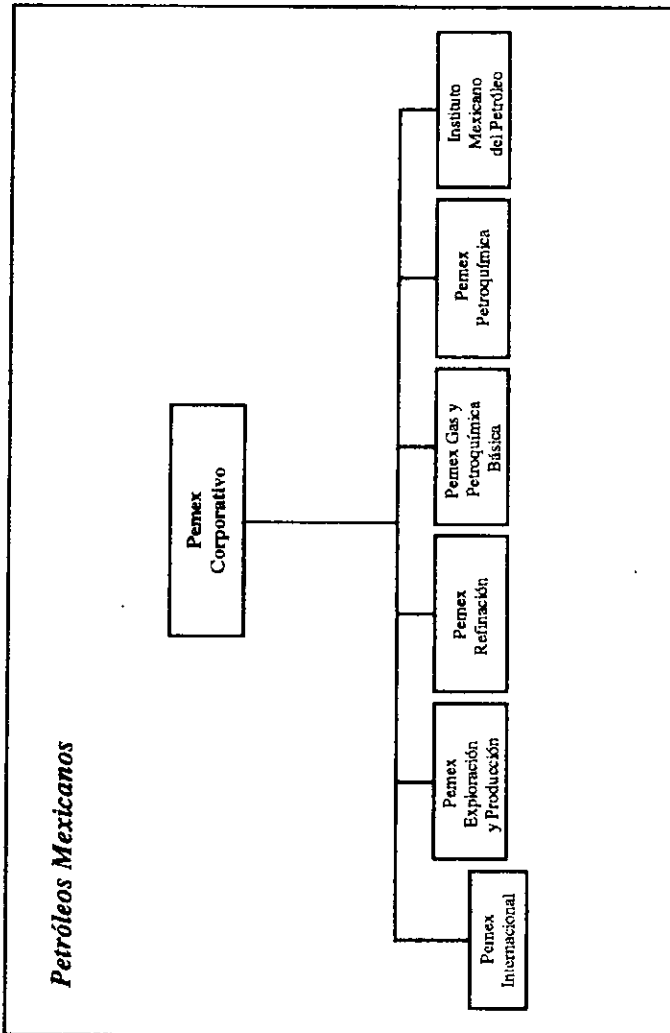 Petróleos Mexicanos
Pemex
Corporativo
Pemex
Internacional
Pemex
Exploración
y Producción
Pemex
Refinación
Pemex Gas y
Petroquímica
Básica
Pemex
Petroquímica
Instituto
Mexicano
del Petróleo